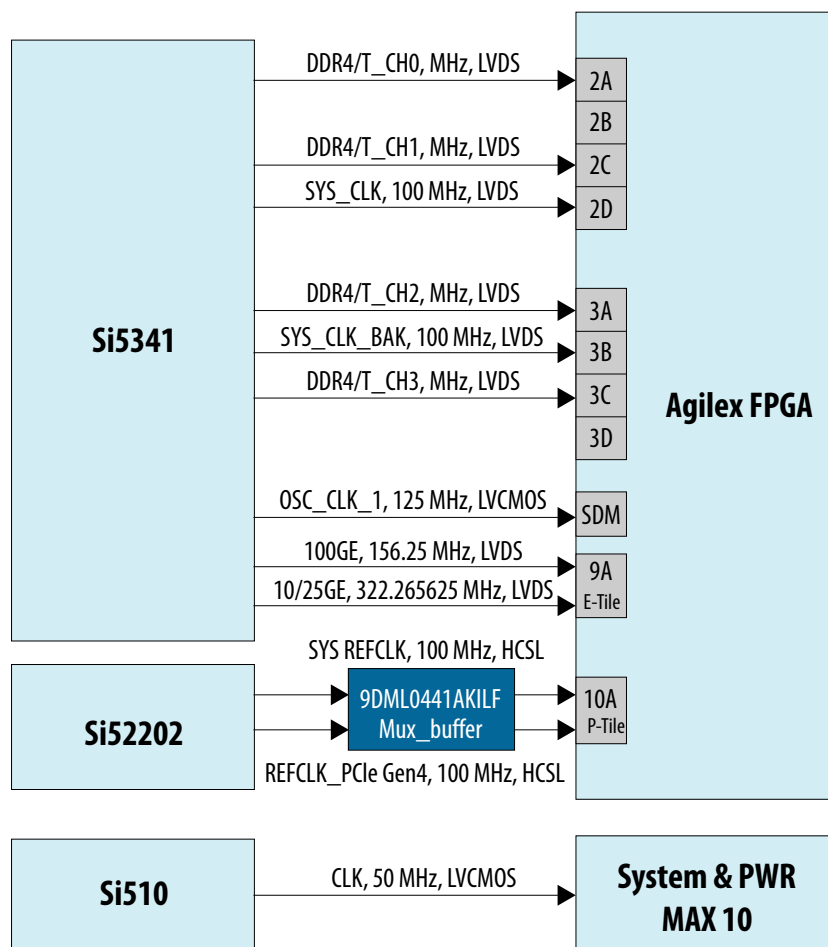 DDR4/T_CH0, MHz, LVDS
2A
2B
DDR4/T_CH1, MHz, LVDS
2C
SYS_CLK, 100 MHz, LVDS
2D
DDR4/T_CH2, MHz, LVDS
3A
Si5341
SYS_CLK_BAK, 100 MHz, LVDS
3B
DDR4/T_CH3, MHz, LVDS
3C
Agilex FPGA
3D
OSC_CLK_1, 125 MHz, LVCMOS
SDM
100GE, 156.25 MHz, LVDS
9A
10/25GE, 322.265625 MHz, LVDS
E-Tile
SYS REFCLK, 100 MHz, HCSL
Si52202
9DML0441AKILF
Mux_buffer
10A
P-Tile
REFCLK_PCIe Gen4, 100 MHz, HCSL
Si510
CLK, 50 MHz, LVCMOS
System & PWR
MAX 10